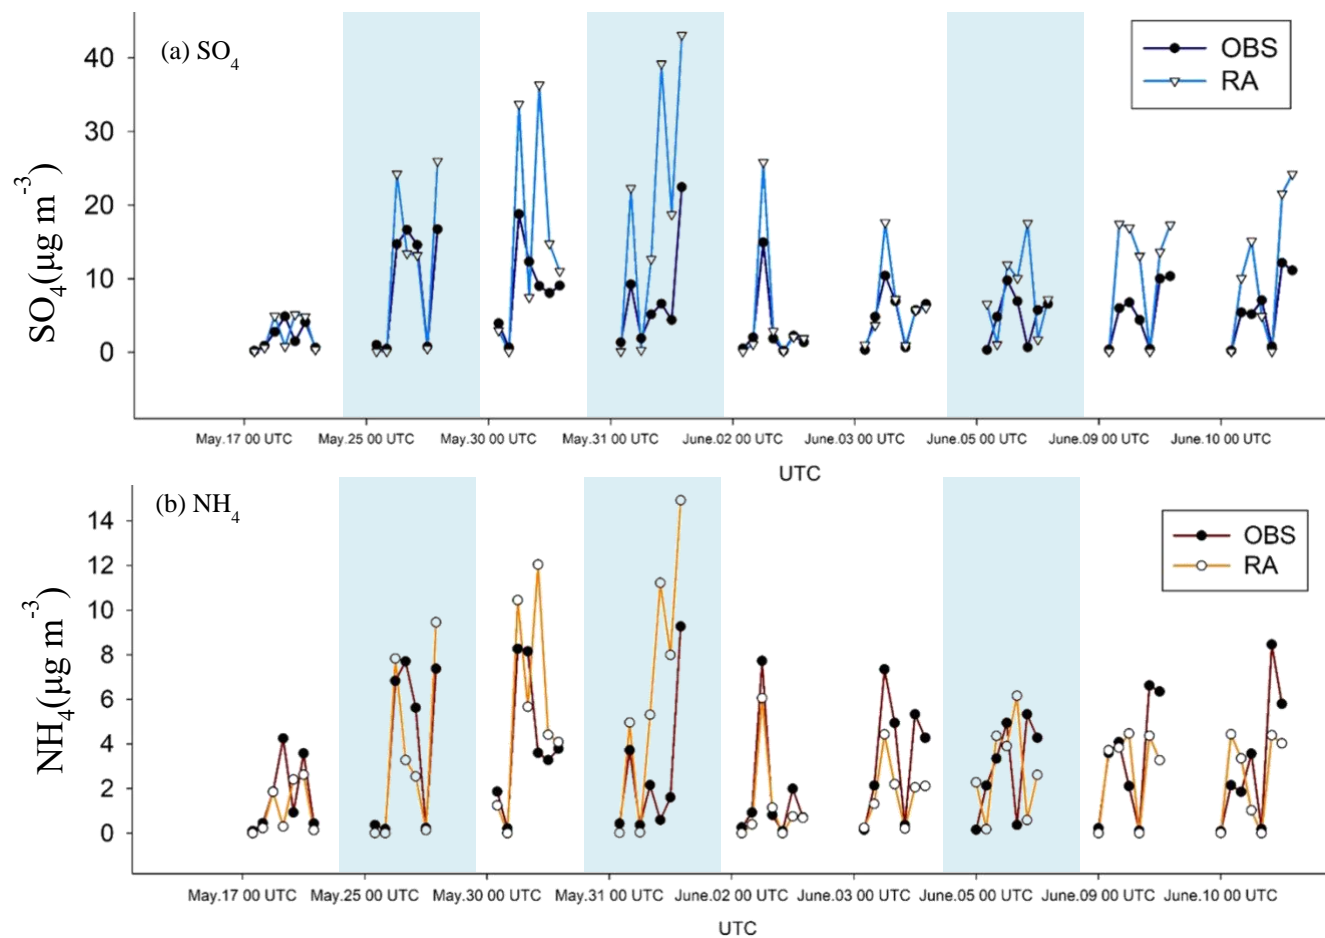 (a) SO4
OBS
RA
SO4(µg m-3)
40
30
20
10
0
May.17 00 UTC May.25 00 UTC May.30 00 UTC May.31 00 UTC June.02 00 UTC June.03 00 UTC June.05 00 UTC June.09 00 UTC June.10 00 UTC
UTC
(b) NH4
OBS
RA
NH4(µg m-3)
14
12
10
8
6
4
2
0
May.17 00 UTC May.25 00 UTC May.30 00 UTC May.31 00 UTC June.02 00 UTC June.03 00 UTC June.05 00 UTC June.09 00 UTC June.10 00 UTC
UTC